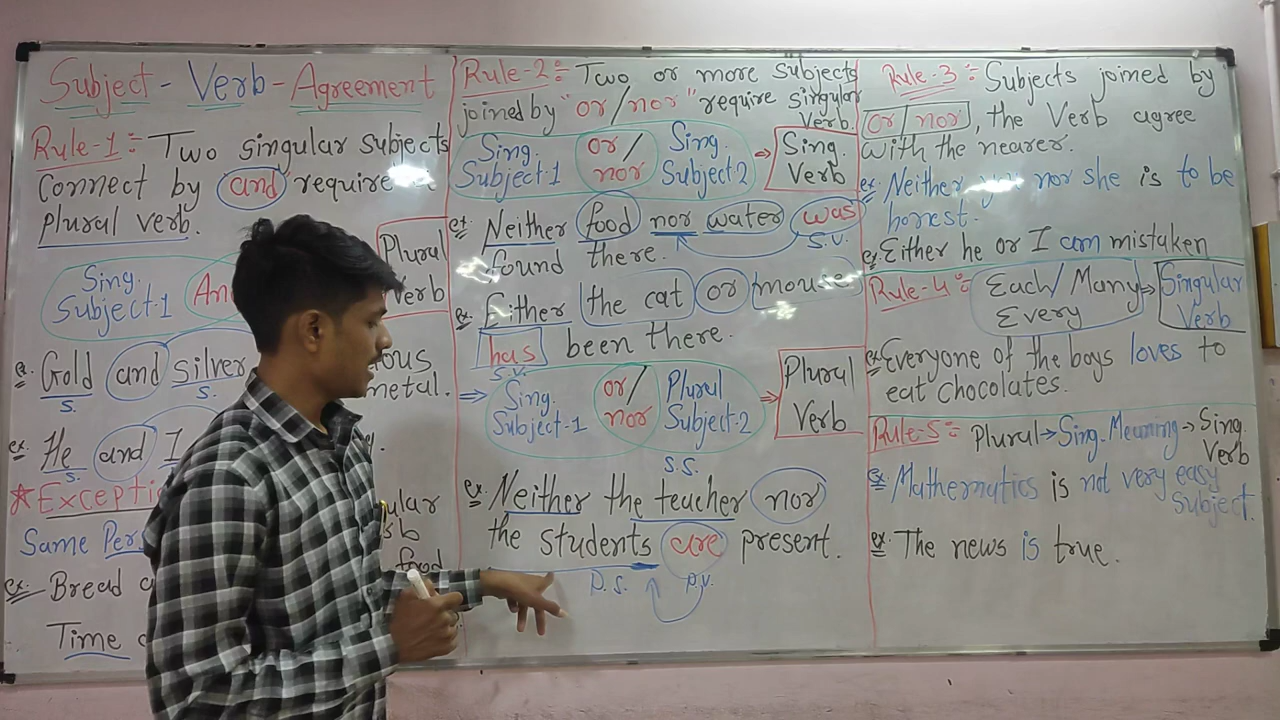 Subject - Verb - Agreement
Rule-1 :- Two singular subjects
Connect by "and" require a
plural verb.
Sing.
Subject-1
Plural
Verb
ex. Gold and silver
S. S.
metal.
ex. He and I
S.
Same
ex. Bread
food
Time
Rule-2 :- Two or more subjects
joined by "or/nor" require singular
verb.
Sing. Subject-1 or/nor Sing. Subject-2 → Sing. Verb
ex. Neither food nor water was
S.V.
found there.
ex. Either the cat or mouse
has been there.
S.V.
⇒ Sing. Subject-1 or/nor Plural Subject-2 → Plural Verb
S.S.
ex. Neither the teacher nor
the students are present.
P.S. P.V.
Rule-3 :- Subjects joined by
or/nor, the Verb agree
with the nearer.
ex. Neither you nor she is to be
honest.
ex. Either he or I am mistaken
Rule-4 :- Each/Many → Singular
Every Verb
ex. Everyone of the boys loves to
eat chocolates.
Rule-5 :- Plural → Sing. Meaning → Sing.
Verb
ex. Mathematics is not very easy
Subject.
ex. The news is true.